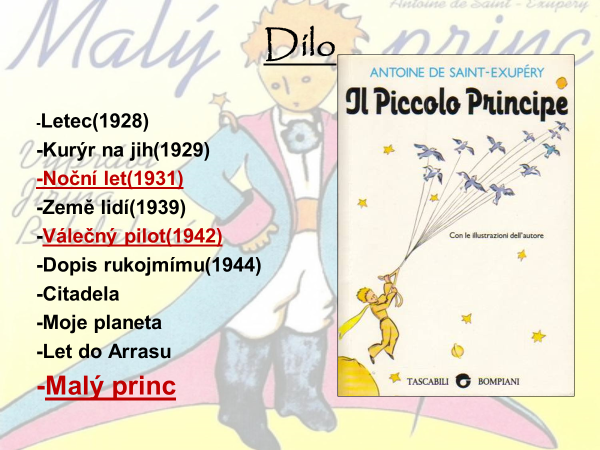 Antoine de Saint - Exupéry
Malý princ
Dílo
-Letec(1928)
-Kurýr na jih(1929)
-Noční let(1931)
-Země lidí(1939)
-Válečný pilot(1942)
-Dopis rukojmímu(1944)
-Citadela
-Moje planeta
-Let do Arrasu
-Malý princ
ANTOINE DE SAINT-EXUPÉRY
Il Piccolo Principe
Con le illustrazioni dell'autore
TASCABILI BOMPIANI